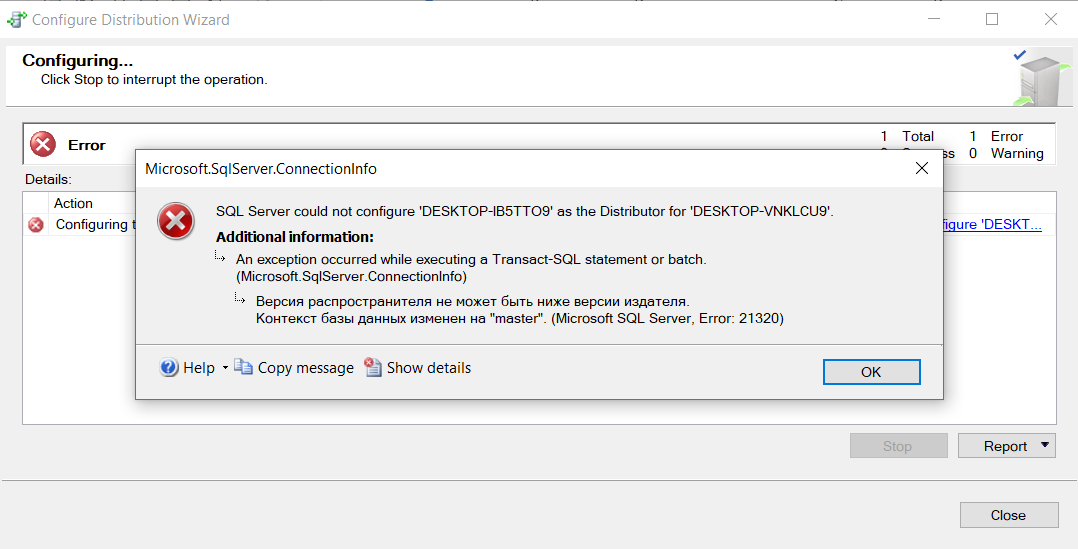 Configure Distribution Wizard
Configuring...
Click Stop to interrupt the operation.
Error
1 Total 1 Error
0 Warning
Details:
Action
Configuring
Microsoft.SqlServer.ConnectionInfo
SQL Server could not configure 'DESKTOP-IB5TTO9' as the Distributor for 'DESKTOP-VNKLCU9'.
Additional information:
An exception occurred while executing a Transact-SQL statement or batch.
(Microsoft.SqlServer.ConnectionInfo)
Версия распространителя не может быть ниже версии издателя.
Контекст базы данных изменен на "master". (Microsoft SQL Server, Error: 21320)
Help Copy message Show details
OK
'DESKT...
Stop Report
Close